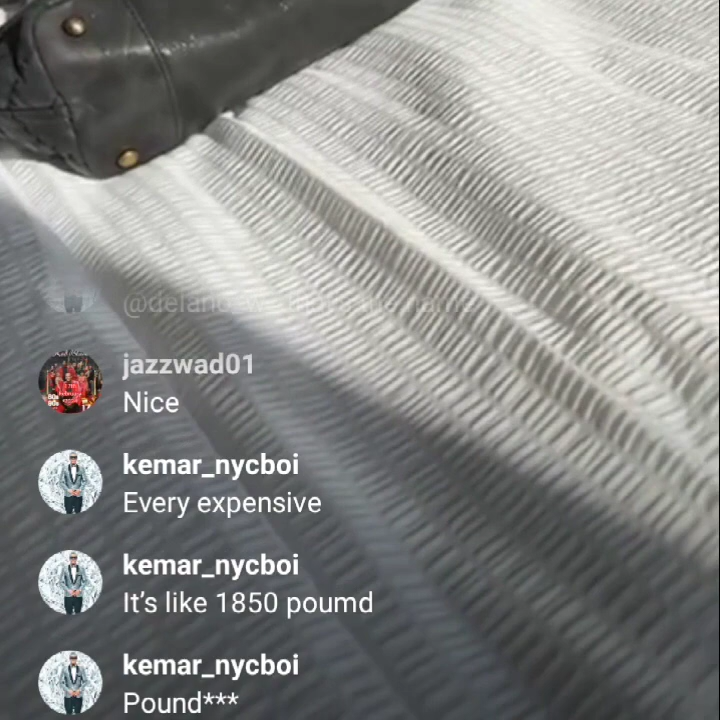 jazzwad01
Nice
kemar_nycboi
Every expensive
kemar_nycboi
It's like 1850 poumd
kemar_nycboi
Pound***